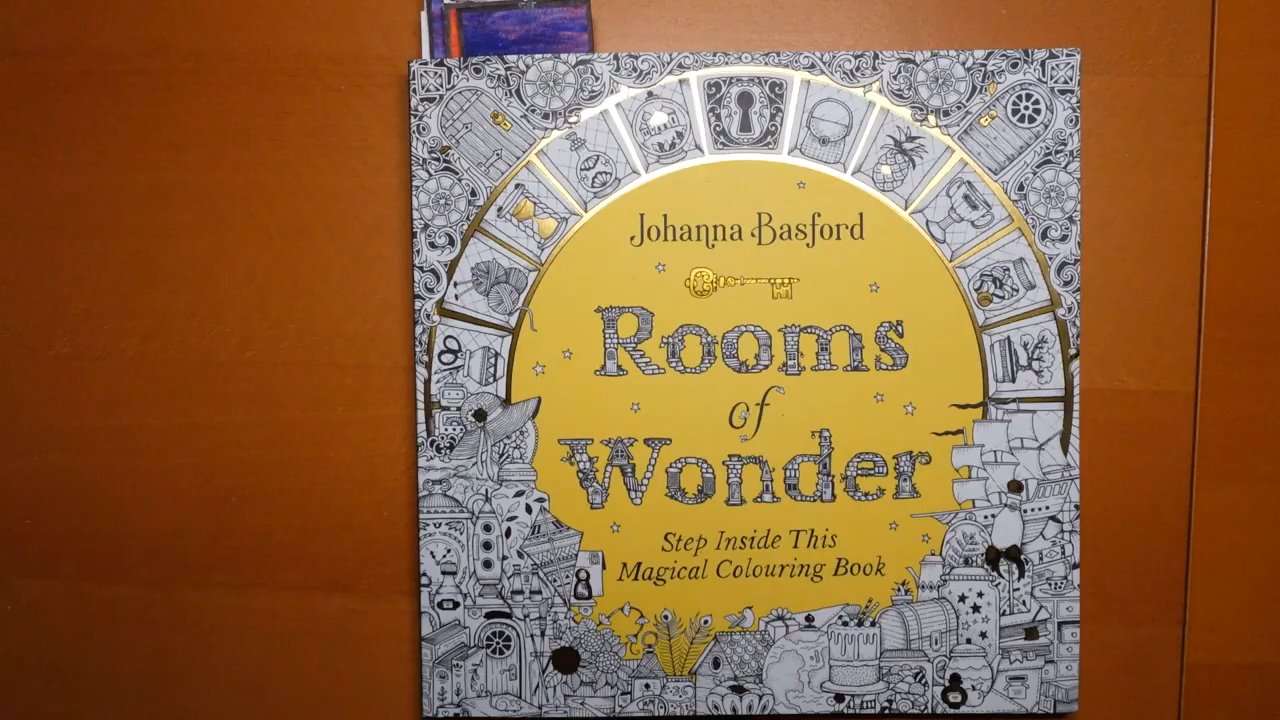 Johanna Basford
Rooms
of
Wonder
Step Inside This
Magical Colouring Book